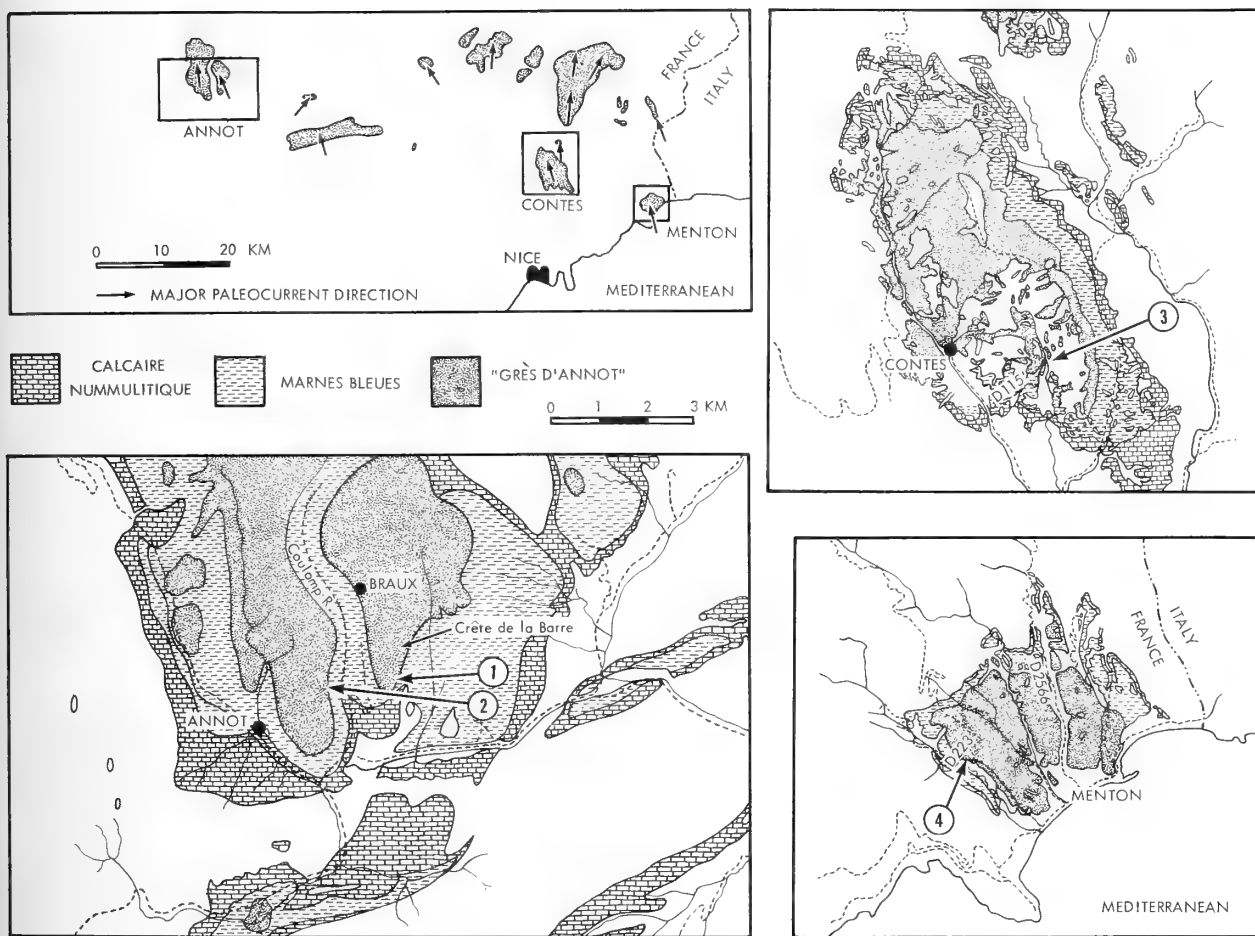 FRANCE
ITALY
ANNOT
CONTES
MENTON
NICE
MEDITERRANEAN
0 10 20 KM
MAJOR PALEOCURRENT DIRECTION
CALCAIRE
NUMMULITIQUE
MARNES BLEUES
"GRÈS D'ANNOT"
0 1 2 3 KM
CONTES
3
BRAUX
Coulomp R.
Crête de la Barre
1
2
ANNOT
FRANCE
ITALY
D2566
D22
MENTON
4
MEDITERRANEAN